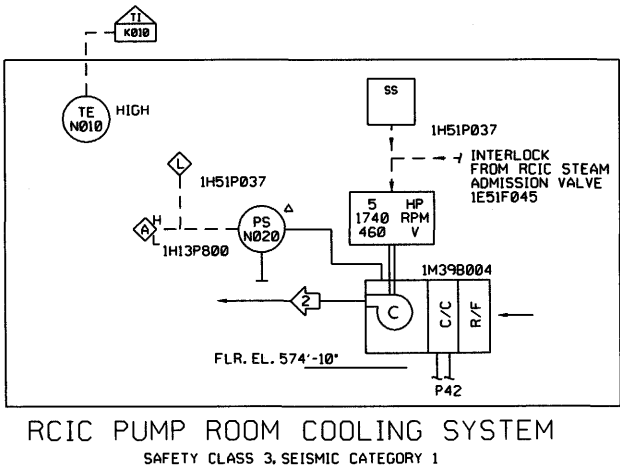 TI
K010
TE
N010
HIGH
SS
1H51P037
INTERLOCK
FROM RCIC STEAM
ADMISSION VALVE
1E51F045
L
1H51P037
5 HP
1740 RPM
460 V
H
A
L
1H13P800
PS
N020
1M39B004
2
C
C/C
R/F
FLR. EL. 574'-10"
P42
RCIC PUMP ROOM COOLING SYSTEM
SAFETY CLASS 3, SEISMIC CATEGORY 1